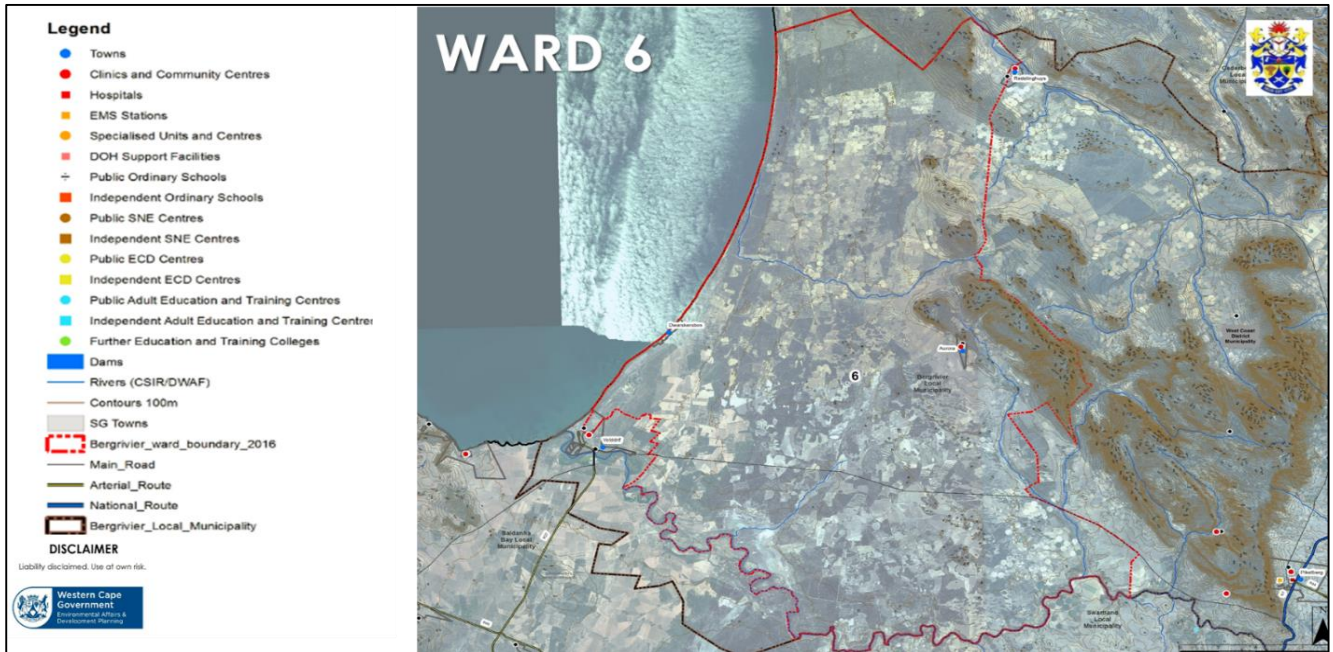 Legend
Towns
Clinics and Community Centres
Hospitals
EMS Stations
Specialised Units and Centres
DOH Support Facilities
Public Ordinary Schools
Independent Ordinary Schools
Public SNE Centres
Independent SNE Centres
Public ECD Centres
Independent ECD Centres
Public Adult Education and Training Centres
Independent Adult Education and Training Centre
Further Education and Training Colleges
Dams
Rivers (CSIR/DWAF)
Contours 100m
SG Towns
Bergrivier_ward_boundary_2016
Main_Road
Arterial_Route
National_Route
Bergrivier_Local_Municipality
DISCLAIMER
Liability disclaimed. Use at own risk.
Western Cape
Government
Environmental Affairs &
Development Planning
WARD 6
Local
Redelinghuys
West Coast
District
Municipality
Aurora
6
Bergrivier
Local
Municipality
Saldanha
Bay Local
Municipality
Swartland
Local
Municipality
Piketberg
N